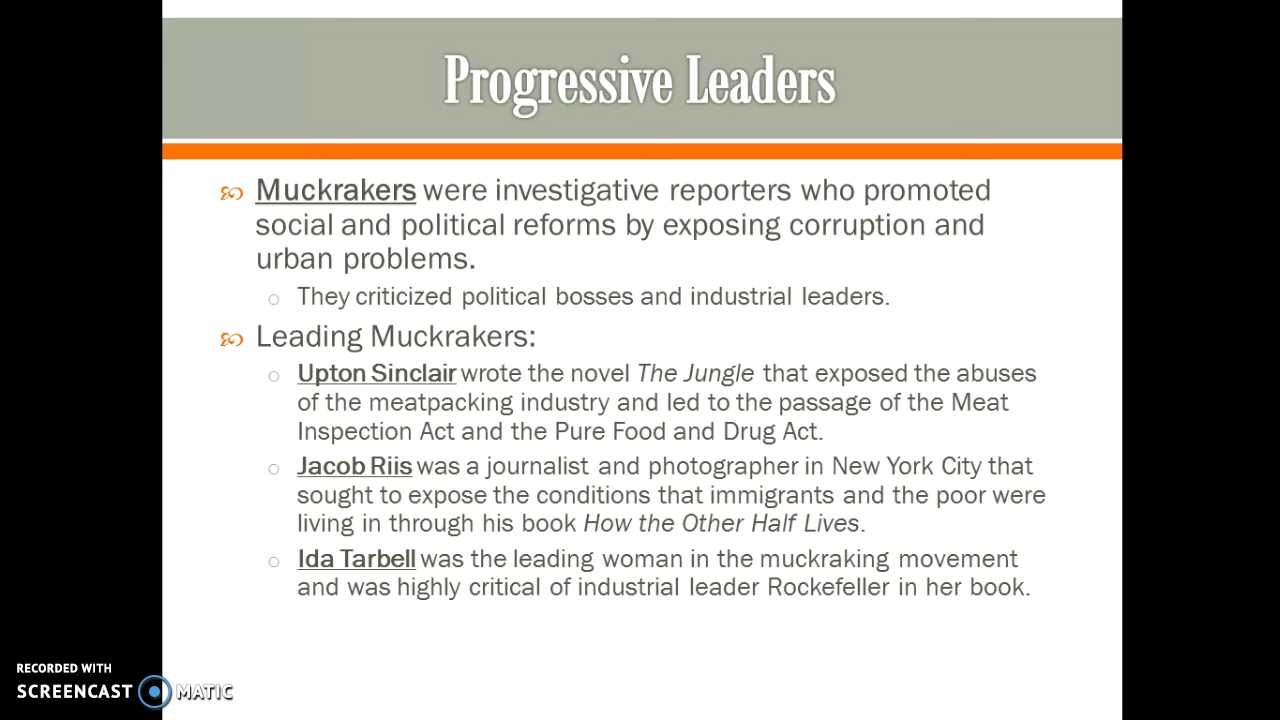 Progressive Leaders
Muckrakers were investigative reporters who promoted
social and political reforms by exposing corruption and
urban problems.
They criticized political bosses and industrial leaders.
Leading Muckrakers:
Upton Sinclair wrote the novel The Jungle that exposed the abuses
of the meatpacking industry and led to the passage of the Meat
Inspection Act and the Pure Food and Drug Act.
Jacob Riis was a journalist and photographer in New York City that
sought to expose the conditions that immigrants and the poor were
living in through his book How the Other Half Lives.
Ida Tarbell was the leading woman in the muckraking movement
and was highly critical of industrial leader Rockefeller in her book.
RECORDED WITH
SCREENCAST MATIC